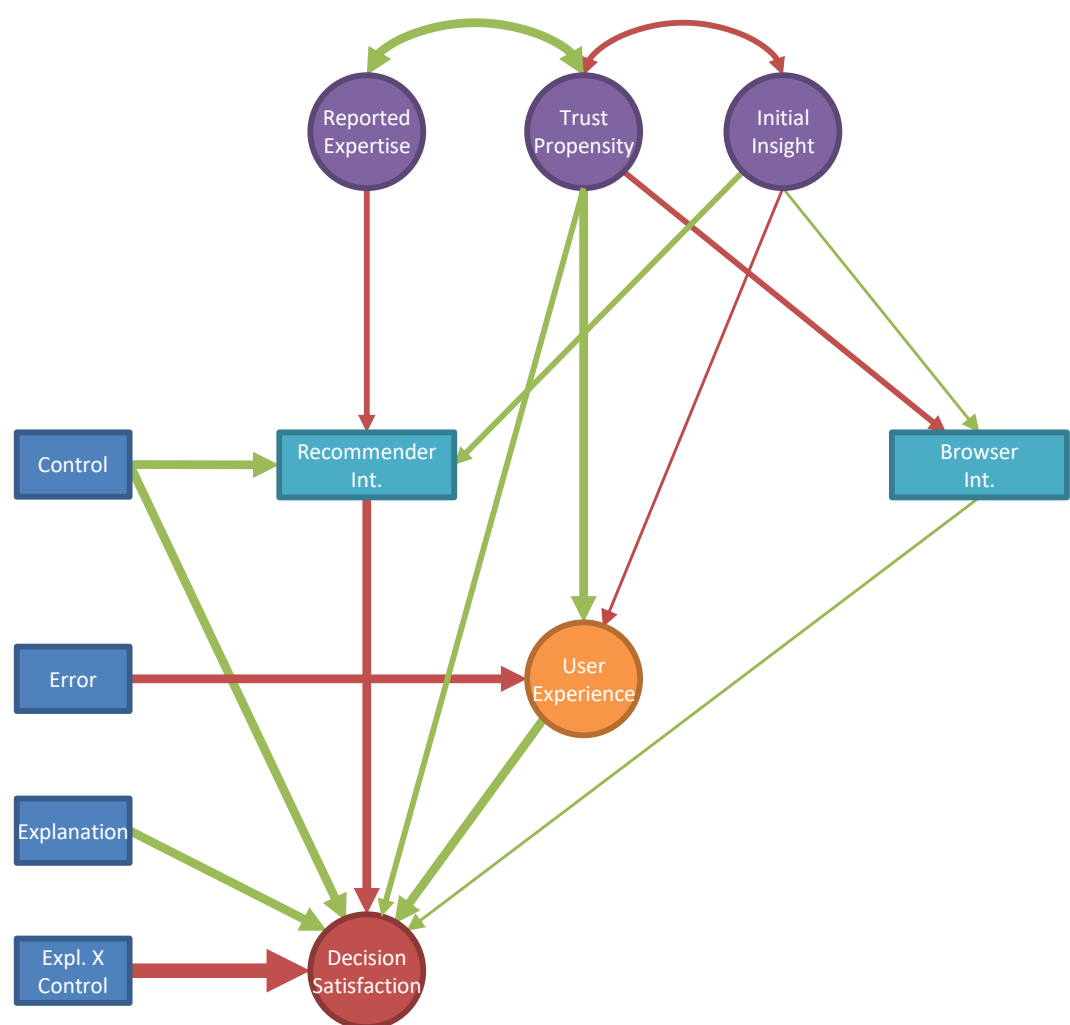 Reported
Expertise
Trust
Propensity
Initial
Insight
Control
Recommender
Int.
Browser
Int.
Error
User
Experience
Explanation
Expl. X
Control
Decision
Satisfaction